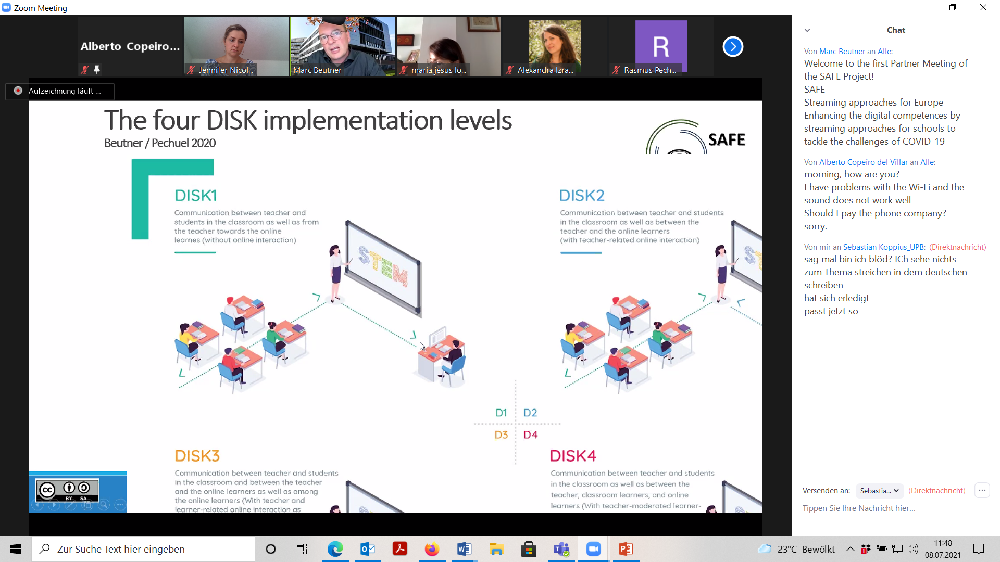 Zoom Meeting
Alberto Copeiro...
Jennifer Nicol...
Marc Beutner
maria jesus lo...
Alexandra Izra...
R
Rasmus Pech...
Aufzeichnung läuft ...
The four DISK implementation levels
Beutner / Pechuel 2020
SAFE
DISK1
Communication between teacher and
students in the classroom as well as from
the teacher towards the online
learnes (without online interaction)
STEM
DISK2
Communication between teacher and students
in the classroom as well as between the
teacher and the online learners
(with teacher-related online interaction)
ST
D1
D2
D3
D4
DISK3
Communication between teacher and students
in the classroom and between the teacher
and the online learners as well as among
the online learners (With teacher and
learner-related online interaction as
DISK4
Communication between teacher and students
in the classroom as well as between the
teacher, classroom learners, and online
learners (With teacher-moderated learner-
cc
BY SA
Chat
Von Marc Beutner an Alle:
Welcome to the first Partner Meeting of
the SAFE Project!
SAFE
Streaming approaches for Europe -
Enhancing the digital competences by
streaming approaches for schools to
tackle the challenges of COVID-19
Von Alberto Copeiro del Villar an Alle:
morning, how are you?
I have problems with the Wi-Fi and the
sound does not work well
Should I pay the phone company?
sorry.
Von mir an Sebastian Koppius_UPB: (Direktnachricht)
sag mal bin ich blöd? ICh sehe nichts
zum Thema streichen in dem deutschen
schreiben
hat sich erledigt
passt jetzt so
Versenden an: Sebastia... (Direktnachricht)
Tippen Sie Ihre Nachricht hier...
Zur Suche Text hier eingeben
23°C Bewölkt
1
11:48
08.07.2021